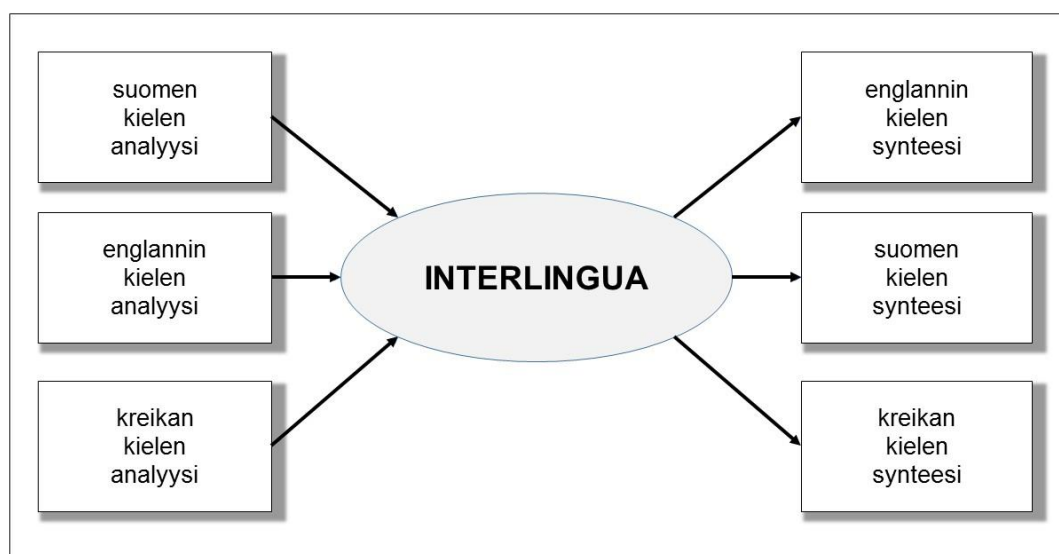 suomen
kielen
analyysi
englannin
kielen
analyysi
kreikan
kielen
analyysi
INTERLINGUA
englannin
kielen
synteesi
suomen
kielen
synteesi
kreikan
kielen
synteesi